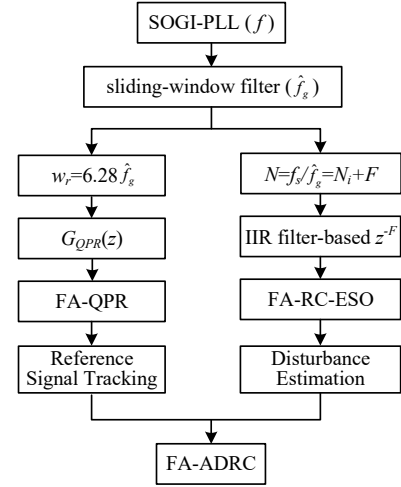 SOGI-PLL (f)
sliding-window filter (f̂g)
wr=6.28 f̂g
N=fs/f̂g=Ni+F
GQPR(z)
IIR filter-based z^-F
FA-QPR
FA-RC-ESO
Reference
Signal Tracking
Disturbance
Estimation
FA-ADRC